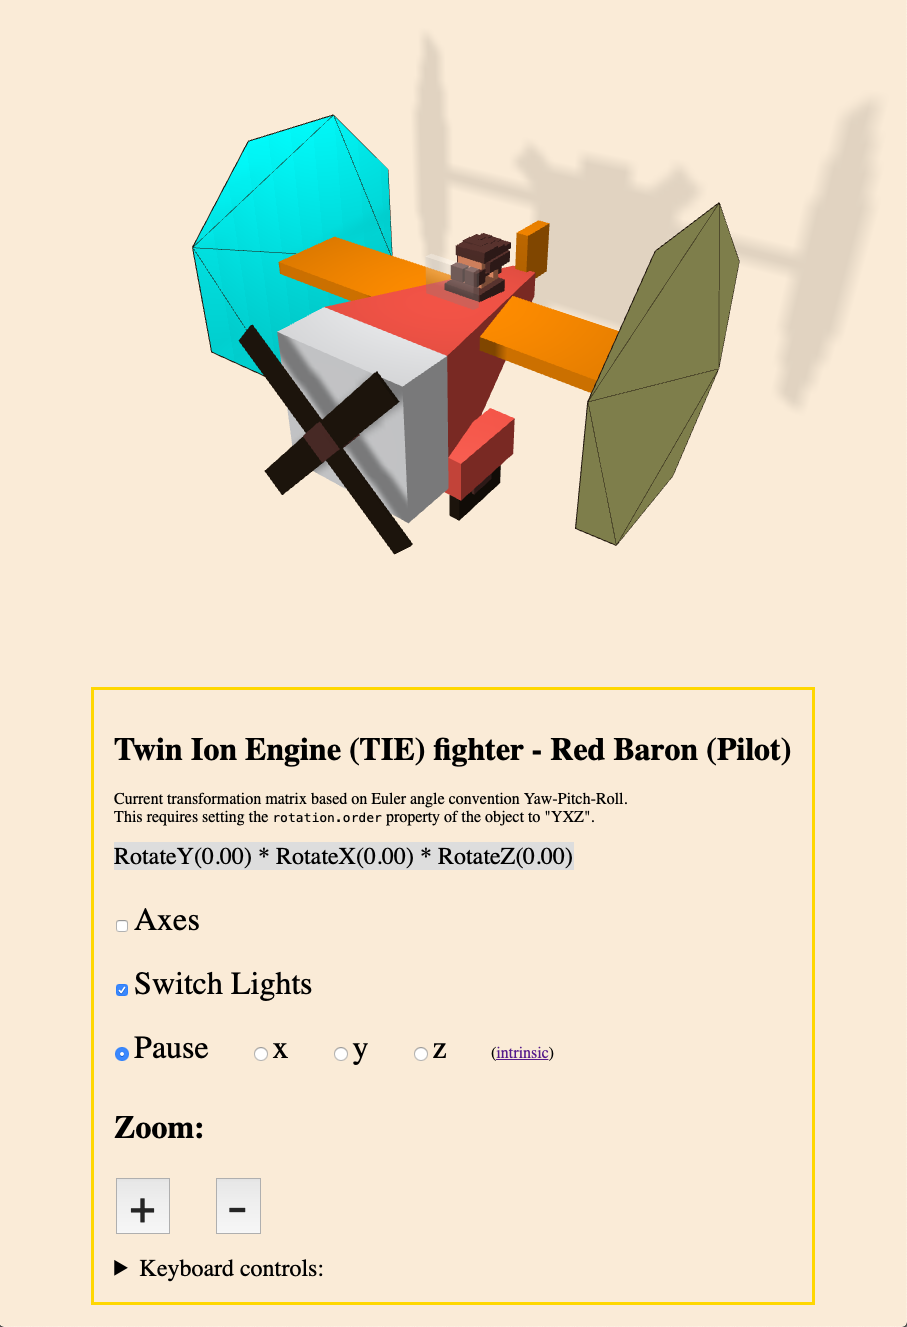 Twin Ion Engine (TIE) fighter - Red Baron (Pilot)
Current transformation matrix based on Euler angle convention Yaw-Pitch-Roll.
This requires setting the rotation.order property of the object to "YXZ".
RotateY(0.00) * RotateX(0.00) * RotateZ(0.00)
Axes
Switch Lights
Pause x y z (intrinsic)
Zoom:
+ -
Keyboard controls: